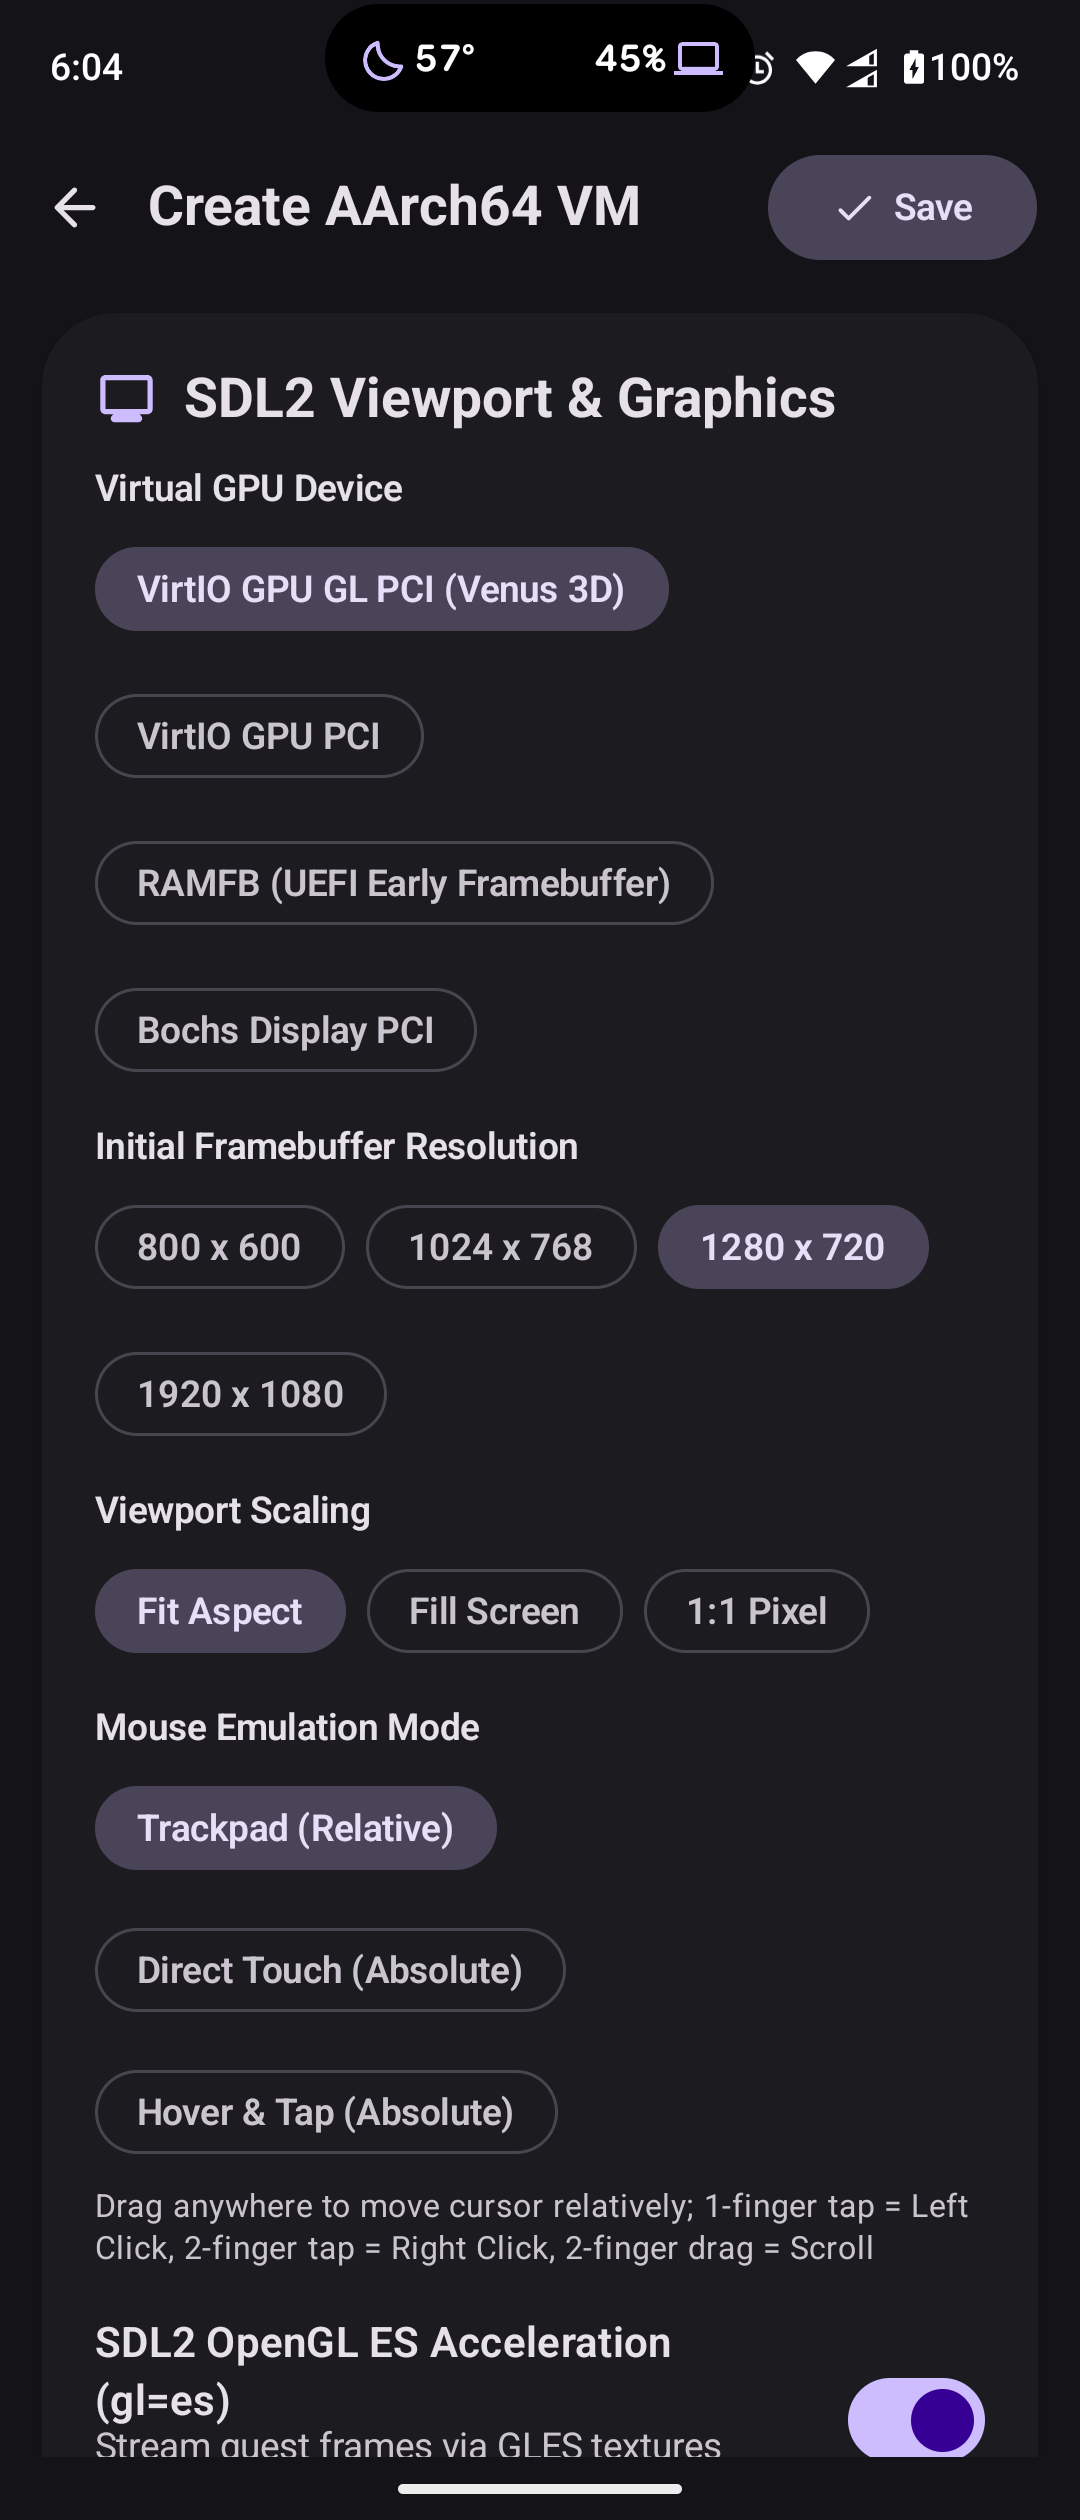 6:04
57°
45%
100%
Create AArch64 VM
Save
SDL2 Viewport & Graphics
Virtual GPU Device
VirtIO GPU GL PCI (Venus 3D)
VirtIO GPU PCI
RAMFB (UEFI Early Framebuffer)
Bochs Display PCI
Initial Framebuffer Resolution
800 x 600
1024 x 768
1280 x 720
1920 x 1080
Viewport Scaling
Fit Aspect
Fill Screen
1:1 Pixel
Mouse Emulation Mode
Trackpad (Relative)
Direct Touch (Absolute)
Hover & Tap (Absolute)
Drag anywhere to move cursor relatively; 1-finger tap = Left
Click, 2-finger tap = Right Click, 2-finger drag = Scroll
SDL2 OpenGL ES Acceleration
(gl=es)
Stream guest frames via GLES textures